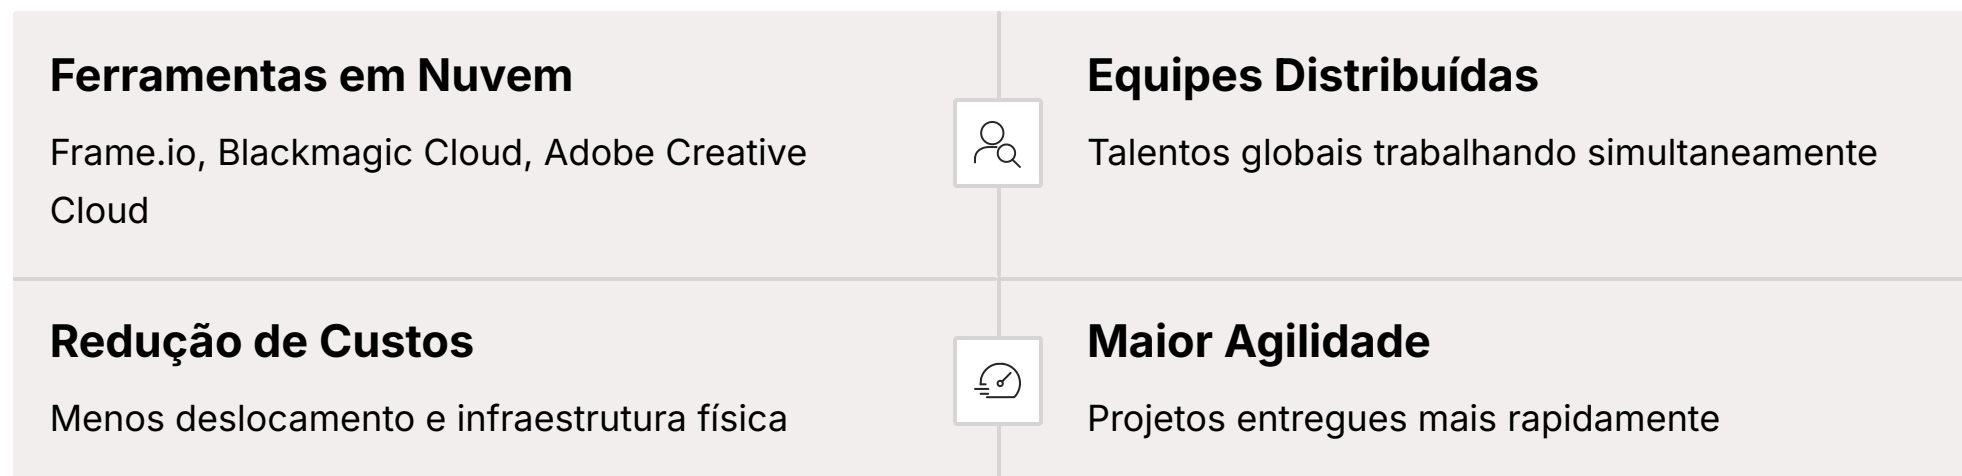 Ferramentas em Nuvem
Frame.io, Blackmagic Cloud, Adobe Creative
Cloud
Equipes Distribuídas
Talentos globais trabalhando simultaneamente
Redução de Custos
Menos deslocamento e infraestrutura física
Maior Agilidade
Projetos entregues mais rapidamente